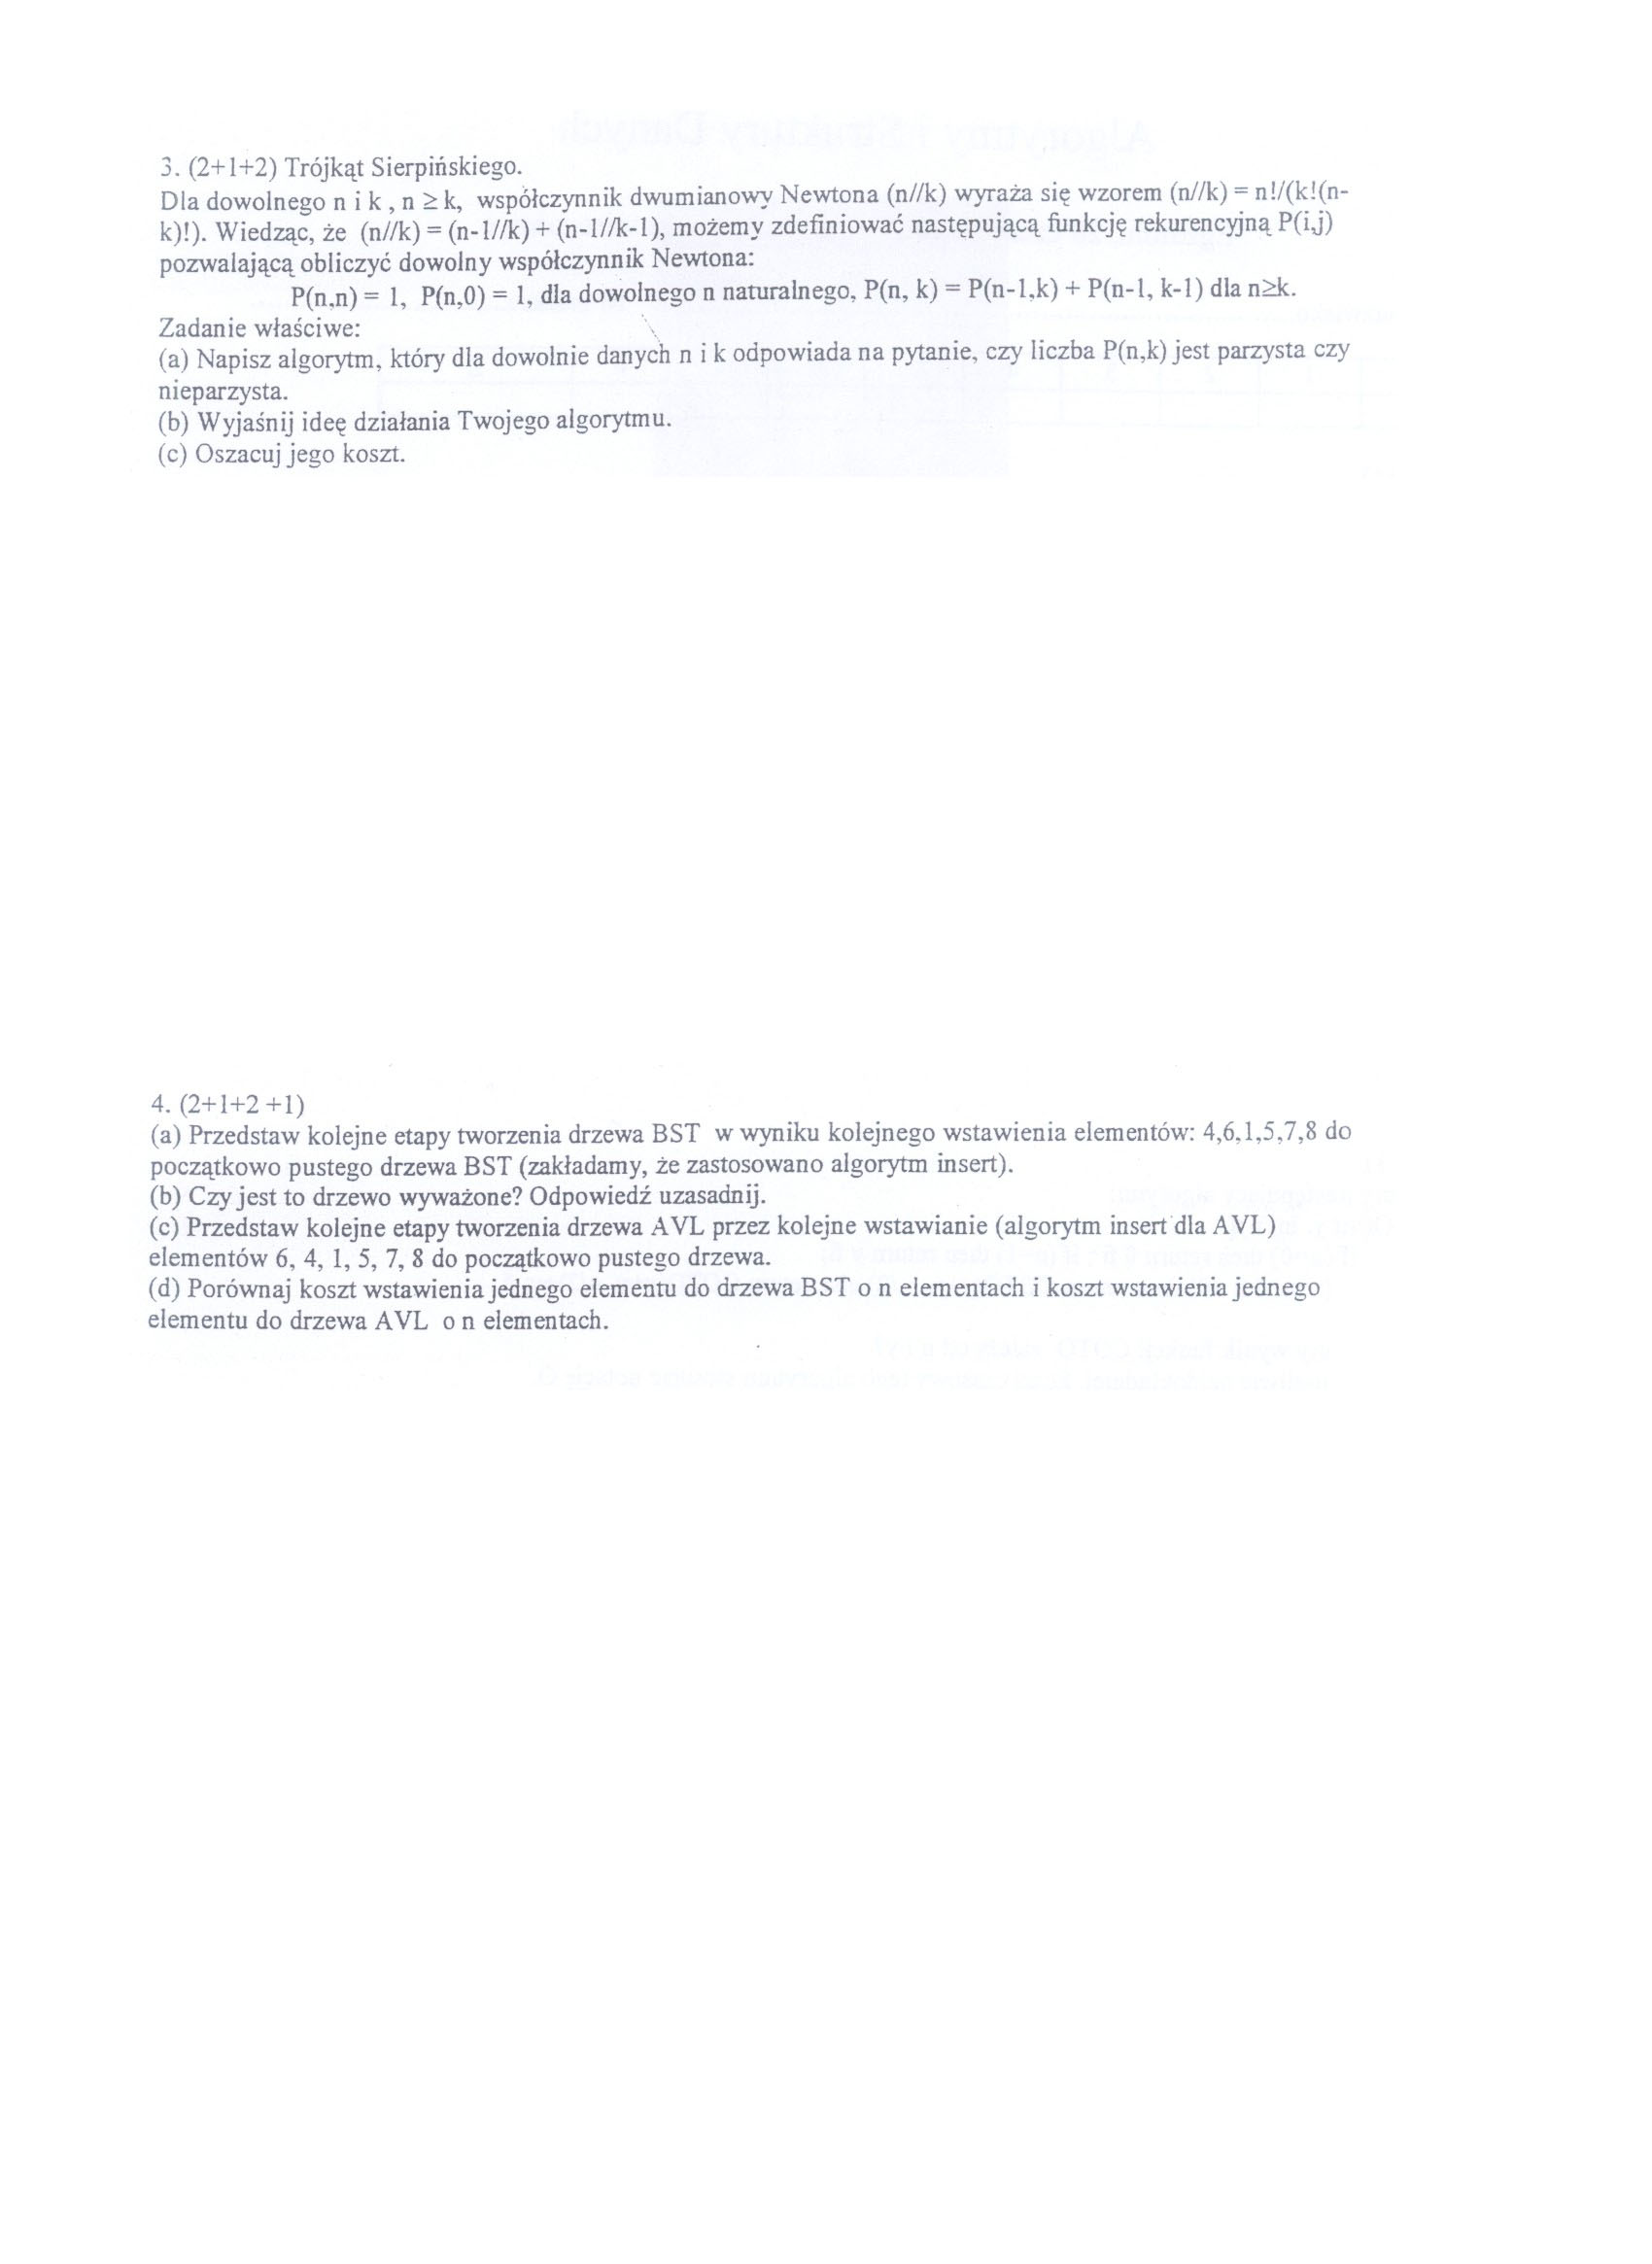 3. (2+1+2) Trójkąt Sierpińskiego.
Dla dowolnego n i k , n ≥ k, współczynnik dwumianowy Newtona (n//k) wyraża się wzorem (n//k) = n!/(k!(n-
k)!). Wiedząc, że (n//k) = (n-1//k) + (n-1//k-1), możemy zdefiniować następującą funkcję rekurencyjną P(i,j)
pozwalającą obliczyć dowolny współczynnik Newtona:
P(n,n) = 1, P(n,0) = 1, dla dowolnego n naturalnego, P(n, k) = P(n-1,k) + P(n-1, k-1) dla n≥k.
Zadanie właściwe:
(a) Napisz algorytm, który dla dowolnie danych n i k odpowiada na pytanie, czy liczba P(n,k) jest parzysta czy
nieparzysta.
(b) Wyjaśnij ideę działania Twojego algorytmu.
(c) Oszacuj jego koszt.
4. (2+1+2 +1)
(a) Przedstaw kolejne etapy tworzenia drzewa BST w wyniku kolejnego wstawienia elementów: 4,6,1,5,7,8 do
początkowo pustego drzewa BST (zakładamy, że zastosowano algorytm insert).
(b) Czy jest to drzewo wyważone? Odpowiedź uzasadnij.
(c) Przedstaw kolejne etapy tworzenia drzewa AVL przez kolejne wstawianie (algorytm insert dla AVL)
elementów 6, 4, 1, 5, 7, 8 do początkowo pustego drzewa.
(d) Porównaj koszt wstawienia jednego elementu do drzewa BST o n elementach i koszt wstawienia jednego
elementu do drzewa AVL o n elementach.